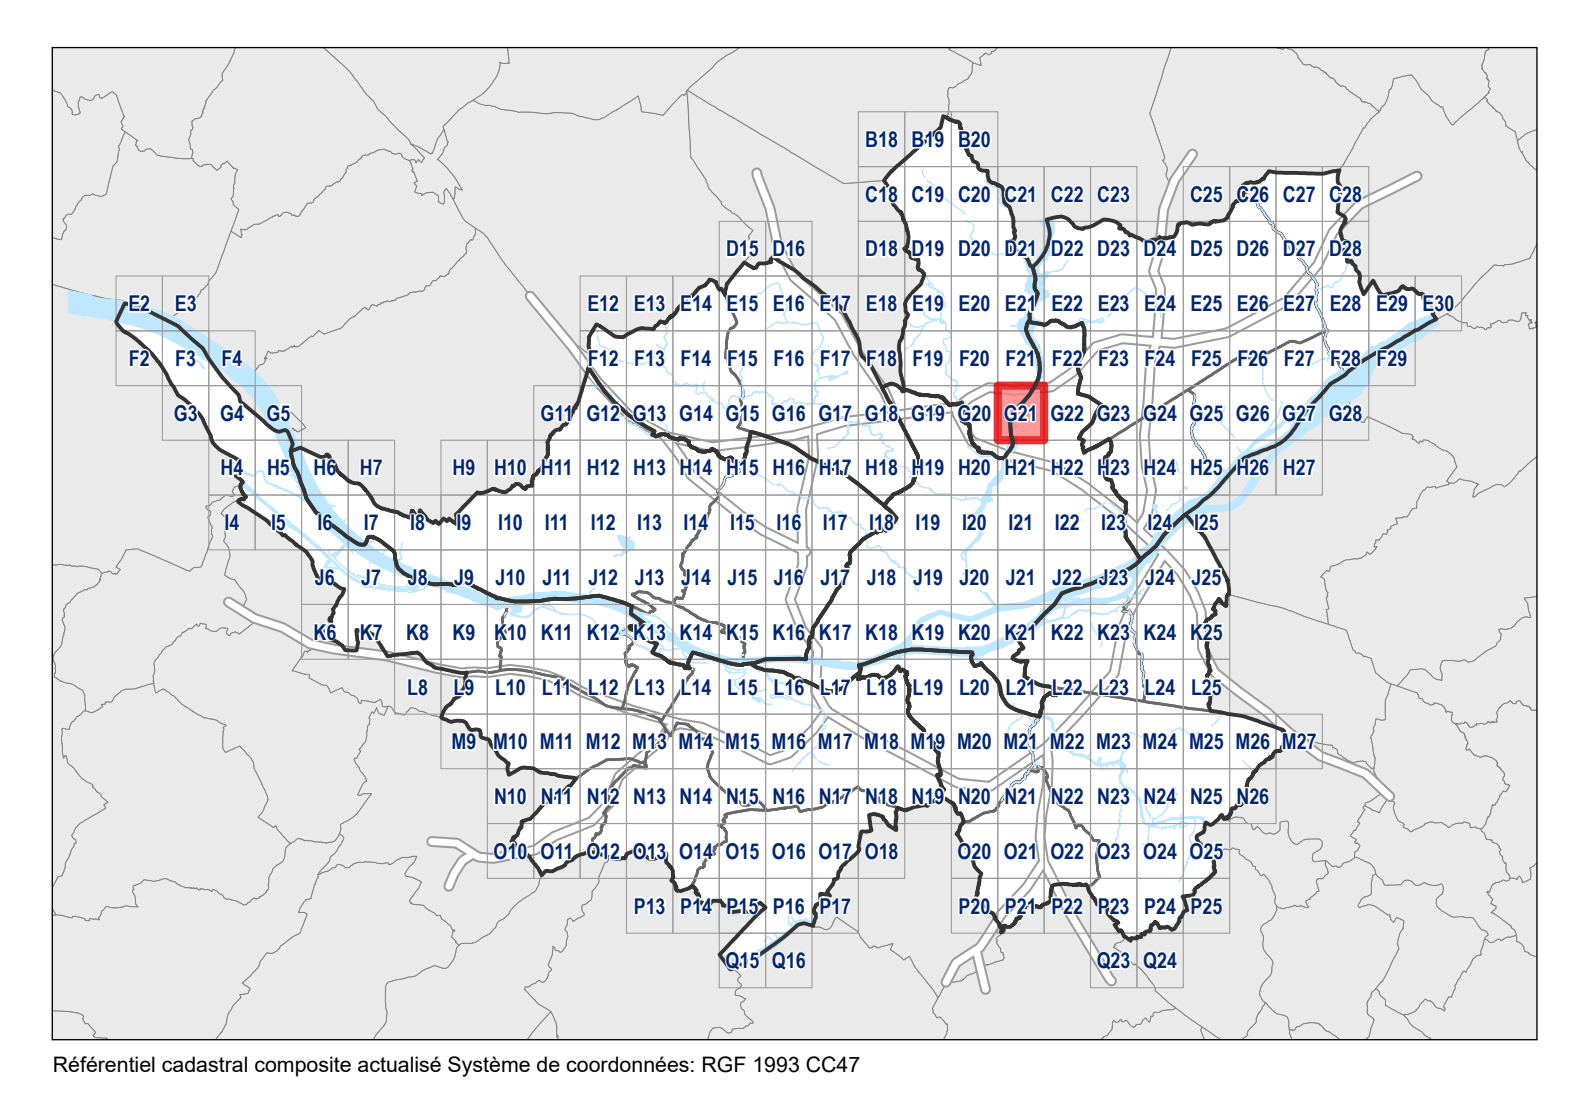 B18 B19 B20
C18 C19 C20 C21 C22 C23 C25 C26 C27 C28
D15 D16 D18 D19 D20 D21 D22 D23 D24 D25 D26 D27 D28
E2 E3 E12 E13 E14 E15 E16 E17 E18 E19 E20 E21 E22 E23 E24 E25 E26 E27 E28 E29 E30
F2 F3 F4 F12 F13 F14 F15 F16 F17 F18 F19 F20 F21 F22 F23 F24 F25 F26 F27 F28 F29
G3 G4 G5 G11 G12 G13 G14 G15 G16 G17 G18 G19 G20 G21 G22 G23 G24 G25 G26 G27 G28
H4 H5 H6 H7 H9 H10 H11 H12 H13 H14 H15 H16 H17 H18 H19 H20 H21 H22 H23 H24 H25 H26 H27
I4 I5 I6 I7 I8 I9 I10 I11 I12 I13 I14 I15 I16 I17 I18 I19 I20 I21 I22 I23 I24 I25
J6 J7 J8 J9 J10 J11 J12 J13 J14 J15 J16 J17 J18 J19 J20 J21 J22 J23 J24 J25
K6 K7 K8 K9 K10 K11 K12 K13 K14 K15 K16 K17 K18 K19 K20 K21 K22 K23 K24 K25
L8 L9 L10 L11 L12 L13 L14 L15 L16 L17 L18 L19 L20 L21 L22 L23 L24 L25
M9 M10 M11 M12 M13 M14 M15 M16 M17 M18 M19 M20 M21 M22 M23 M24 M25 M26 M27
N10 N11 N12 N13 N14 N15 N16 N17 N18 N19 N20 N21 N22 N23 N24 N25 N26
O10 O11 O12 O13 O14 O15 O16 O17 O18 O20 O21 O22 O23 O24 O25
P13 P14 P15 P16 P17 P20 P21 P22 P23 P24 P25
Q15 Q16 Q23 Q24
Référentiel cadastral composite actualisé Système de coordonnées: RGF 1993 CC47